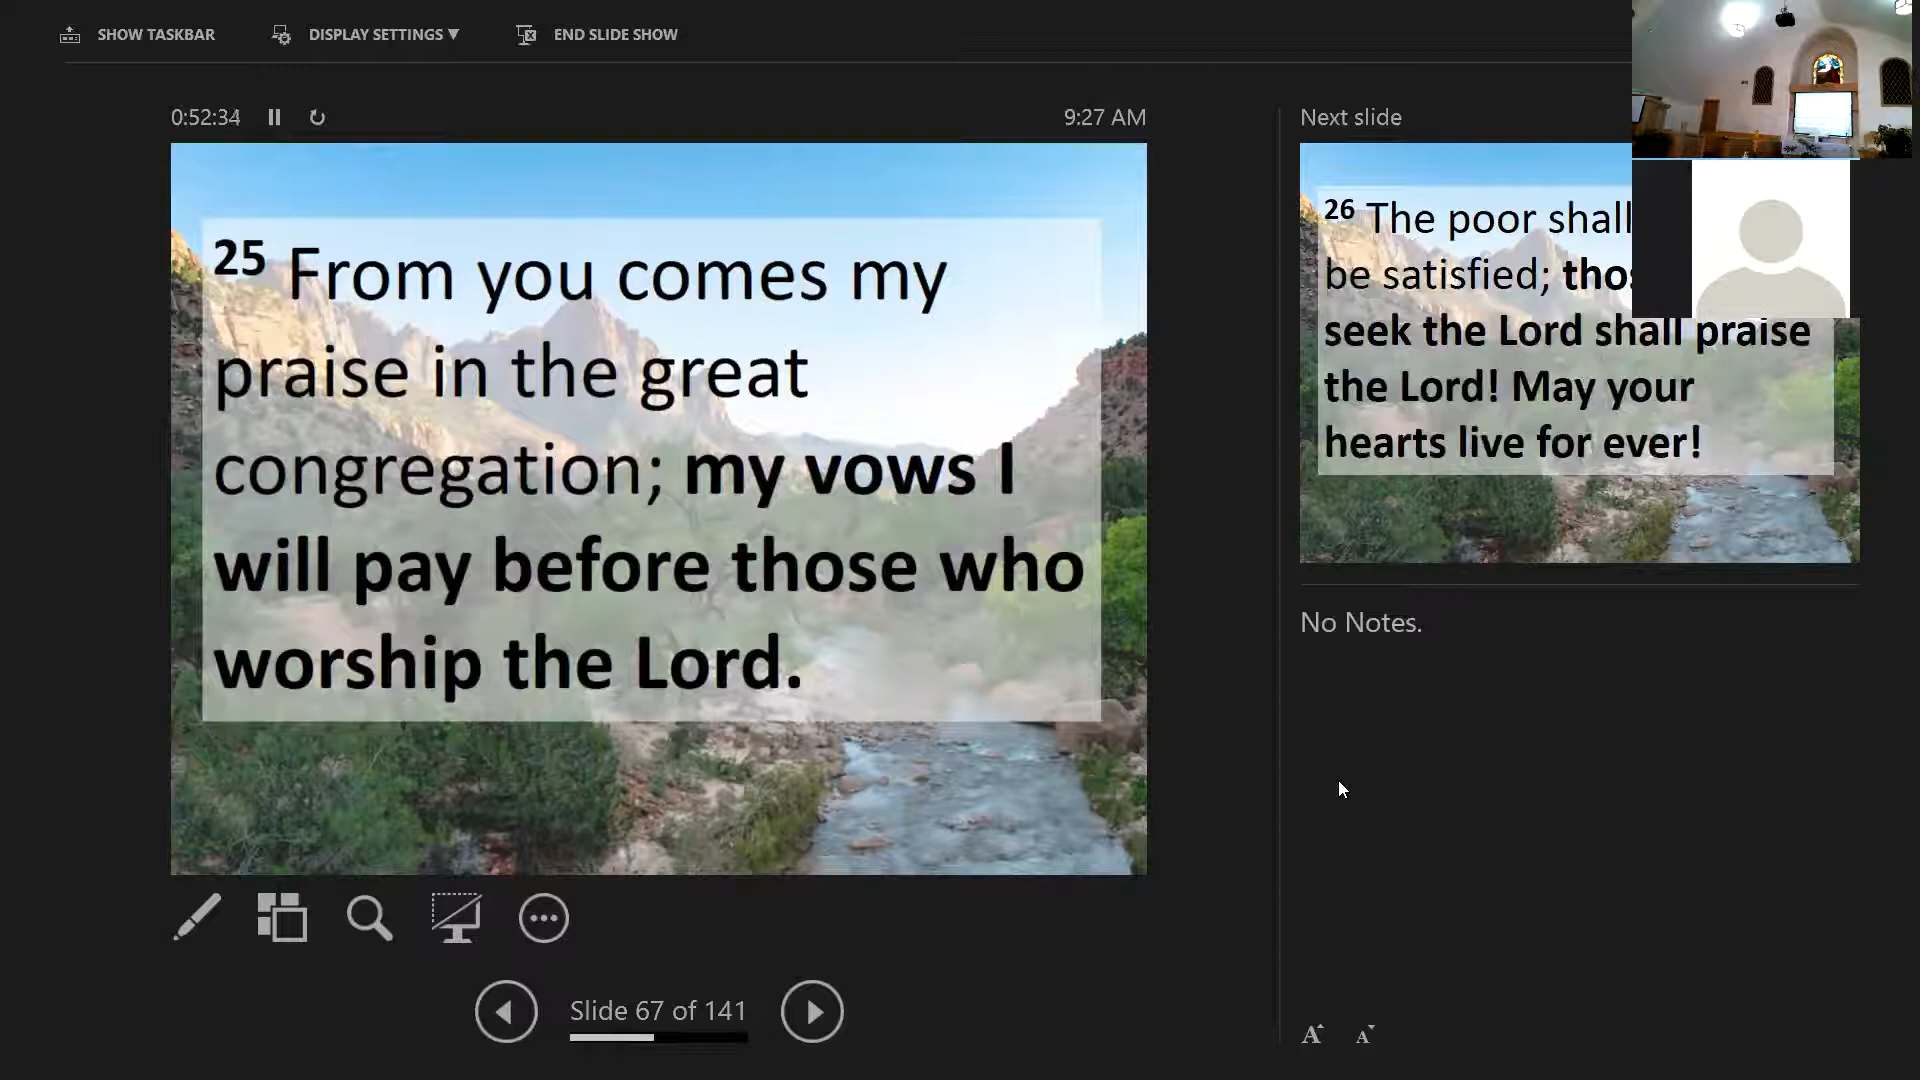 SHOW TASKBAR
DISPLAY SETTINGS ▼
END SLIDE SHOW
0:52:34
9:27 AM
25 From you comes my
praise in the great
congregation; my vows I
will pay before those who
worship the Lord.
Slide 67 of 141
Next slide
26 The poor shall
be satisfied;
seek the Lord shall praise
the Lord! May your
hearts live for ever!
No Notes.
A A